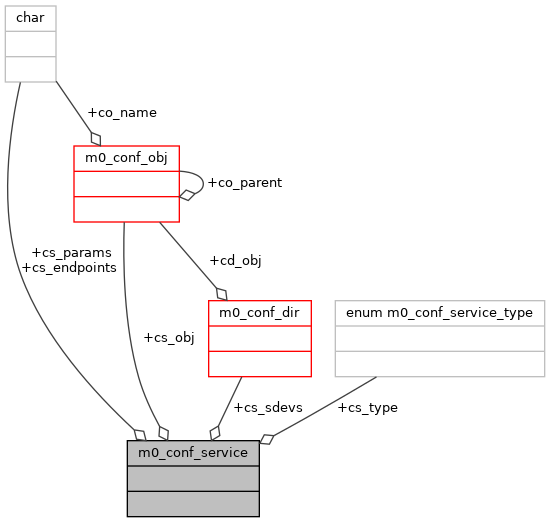 char
+co_name
m0_conf_obj
+co_parent
+cs_params
+cs_endpoints
+cd_obj
m0_conf_dir
enum m0_conf_service_type
+cs_obj
+cs_sdevs
+cs_type
m0_conf_service